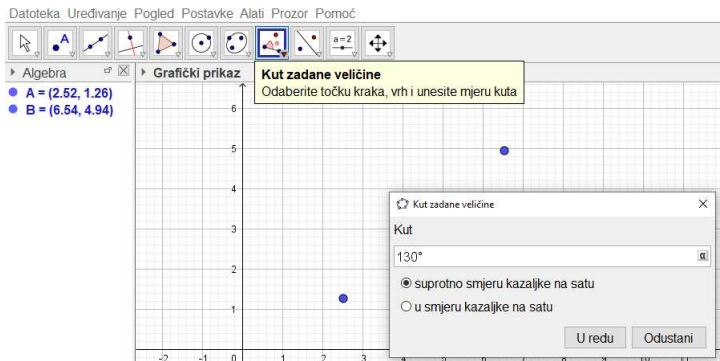 Datoteka Uređivanje Pogled Postavke Alati Prozor Pomoć
A
α
a=2
Algebra
Grafički prikaz
Kut zadane veličine
Odaberite točku kraka, vrh i unesite mjeru kuta
A = (2.52, 1.26)
B = (6.54, 4.94)
6
5
4
3
2
1
Kut zadane veličine
Kut
130°
α
suprotno smjeru kazaljke na satu
u smjeru kazaljke na satu
U redu Odustani
-2 -1 0 1 2 3